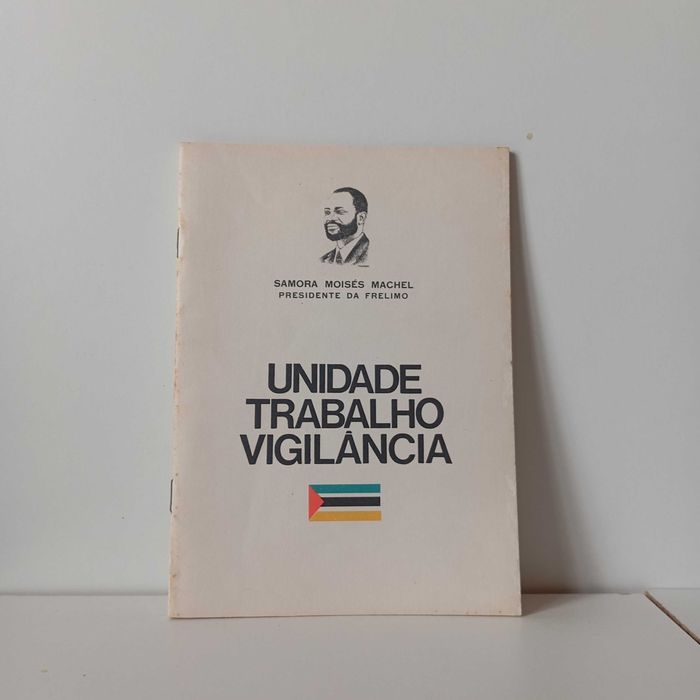 SAMORA MOISÉS MACHEL
PRESIDENTE DA FRELIMO
UNIDADE
TRABALHO
VIGILÂNCIA